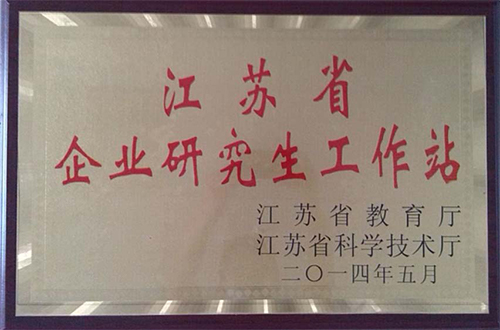 江苏省
企业研究生工作站
江苏省教育厅
江苏省科学技术厅
二〇一四年五月